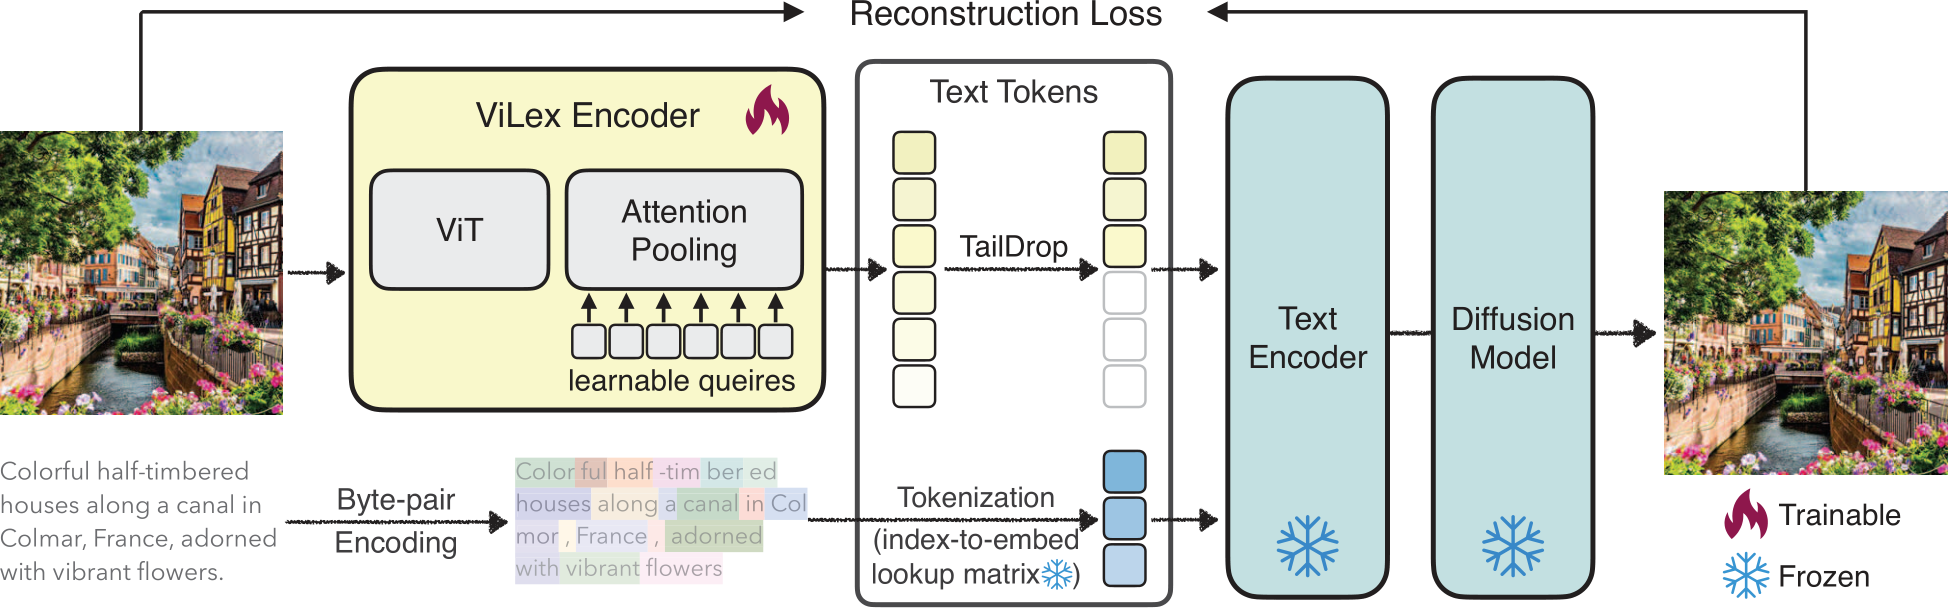 Reconstruction Loss
ViLex Encoder
ViT
Attention
Pooling
learnable queires
Text Tokens
TailDrop
Text
Encoder
Diffusion
Model
Colorful half-timbered
houses along a canal in
Colmar, France, adorned
with vibrant flowers.
Byte-pair
Encoding
Color ful half -tim ber ed
houses along a canal in Col
mor , France , adorned
with vibrant flowers
Tokenization
(index-to-embed
lookup matrix)
Trainable
Frozen